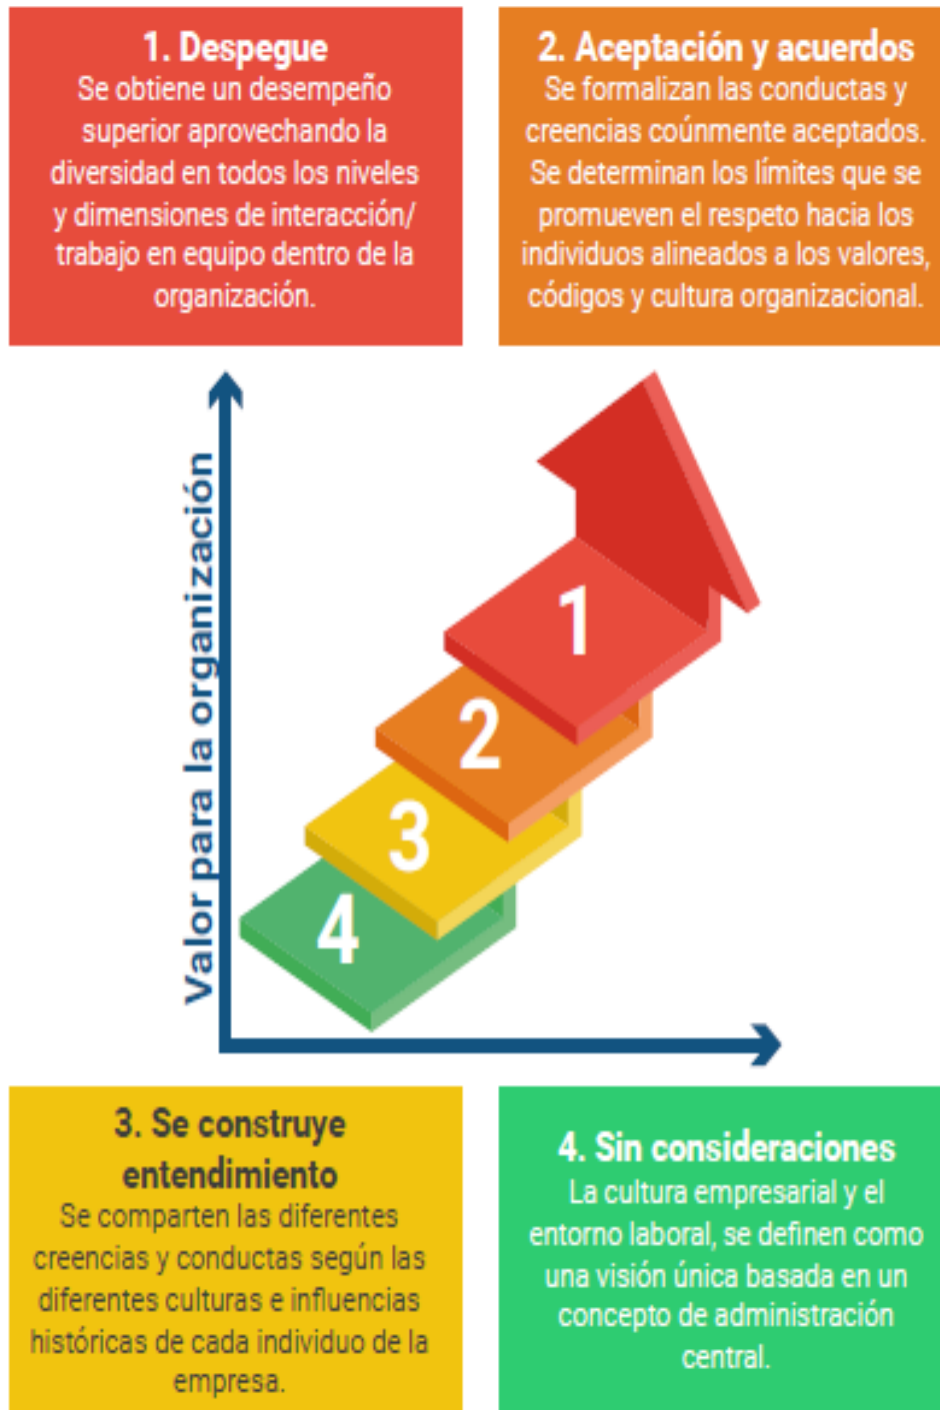 1. Despegue
Se obtiene un desempeño
superior aprovechando la
diversidad en todos los niveles
y dimensiones de interacción/
trabajo en equipo dentro de la
organización.
2. Aceptación y acuerdos
Se formalizan las conductas y
creencias coúnmente aceptados.
Se determinan los límites que se
promueven el respeto hacia los
individuos alineados a los valores,
códigos y cultura organizacional.
Valor para la organización
1
2
3
4
3. Se construye
entendimiento
Se comparten las diferentes
creencias y conductas según las
diferentes culturas e influencias
históricas de cada individuo de la
empresa.
4. Sin consideraciones
La cultura empresarial y el
entorno laboral, se definen como
una visión única basada en un
concepto de administración
central.